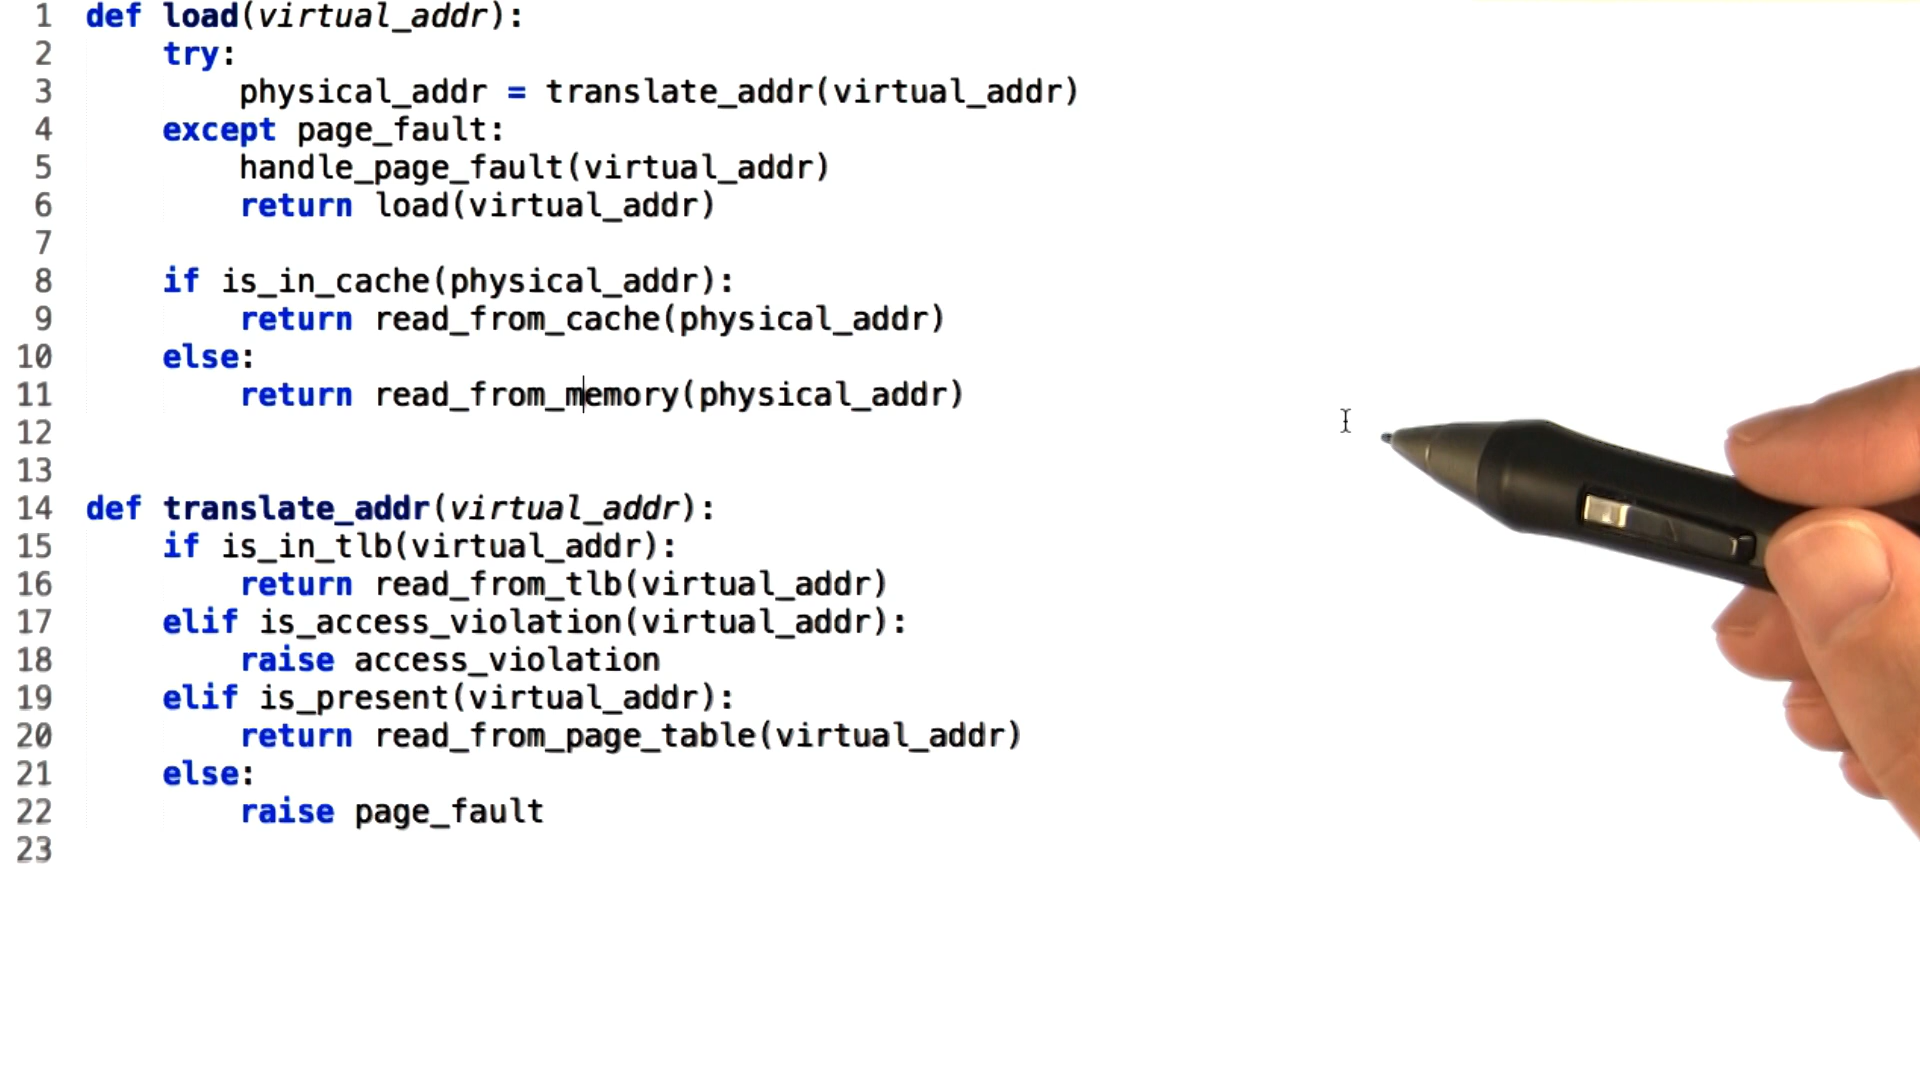 1 def load(virtual_addr):
2 try:
3 physical_addr = translate_addr(virtual_addr)
4 except page_fault:
5 handle_page_fault(virtual_addr)
6 return load(virtual_addr)
7
8 if is_in_cache(physical_addr):
9 return read_from_cache(physical_addr)
10 else:
11 return read_from_memory(physical_addr)
12
13
14 def translate_addr(virtual_addr):
15 if is_in_tlb(virtual_addr):
16 return read_from_tlb(virtual_addr)
17 elif is_access_violation(virtual_addr):
18 raise access_violation
19 elif is_present(virtual_addr):
20 return read_from_page_table(virtual_addr)
21 else:
22 raise page_fault
23